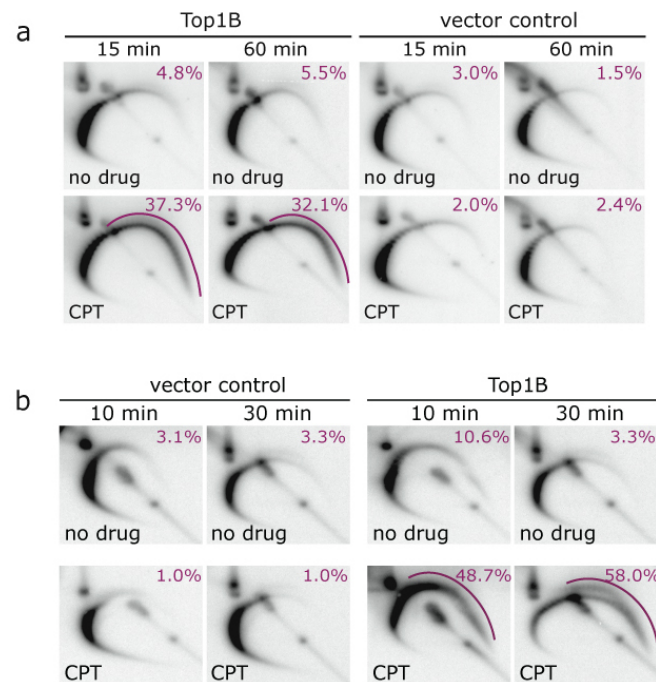 a
Top1B vector control
15 min 60 min 15 min 60 min
4.8% 5.5% 3.0% 1.5%
no drug no drug no drug no drug
37.3% 32.1% 2.0% 2.4%
CPT CPT CPT CPT
b
vector control Top1B
10 min 30 min 10 min 30 min
3.1% 3.3% 10.6% 3.3%
no drug no drug no drug no drug
1.0% 1.0% 48.7% 58.0%
CPT CPT CPT CPT